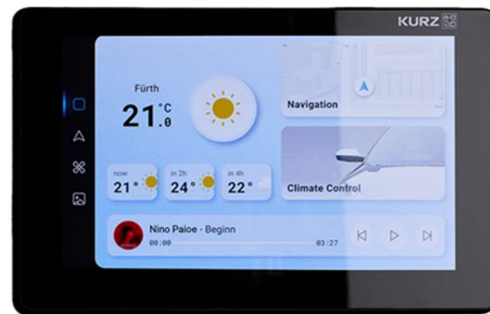 KURZ
Fürth
21.0 °C
Navigation
now
21°
in 2h
24°
in 4h
22°
Climate Control
Nino Paioe - Beginn
00:00
03:27